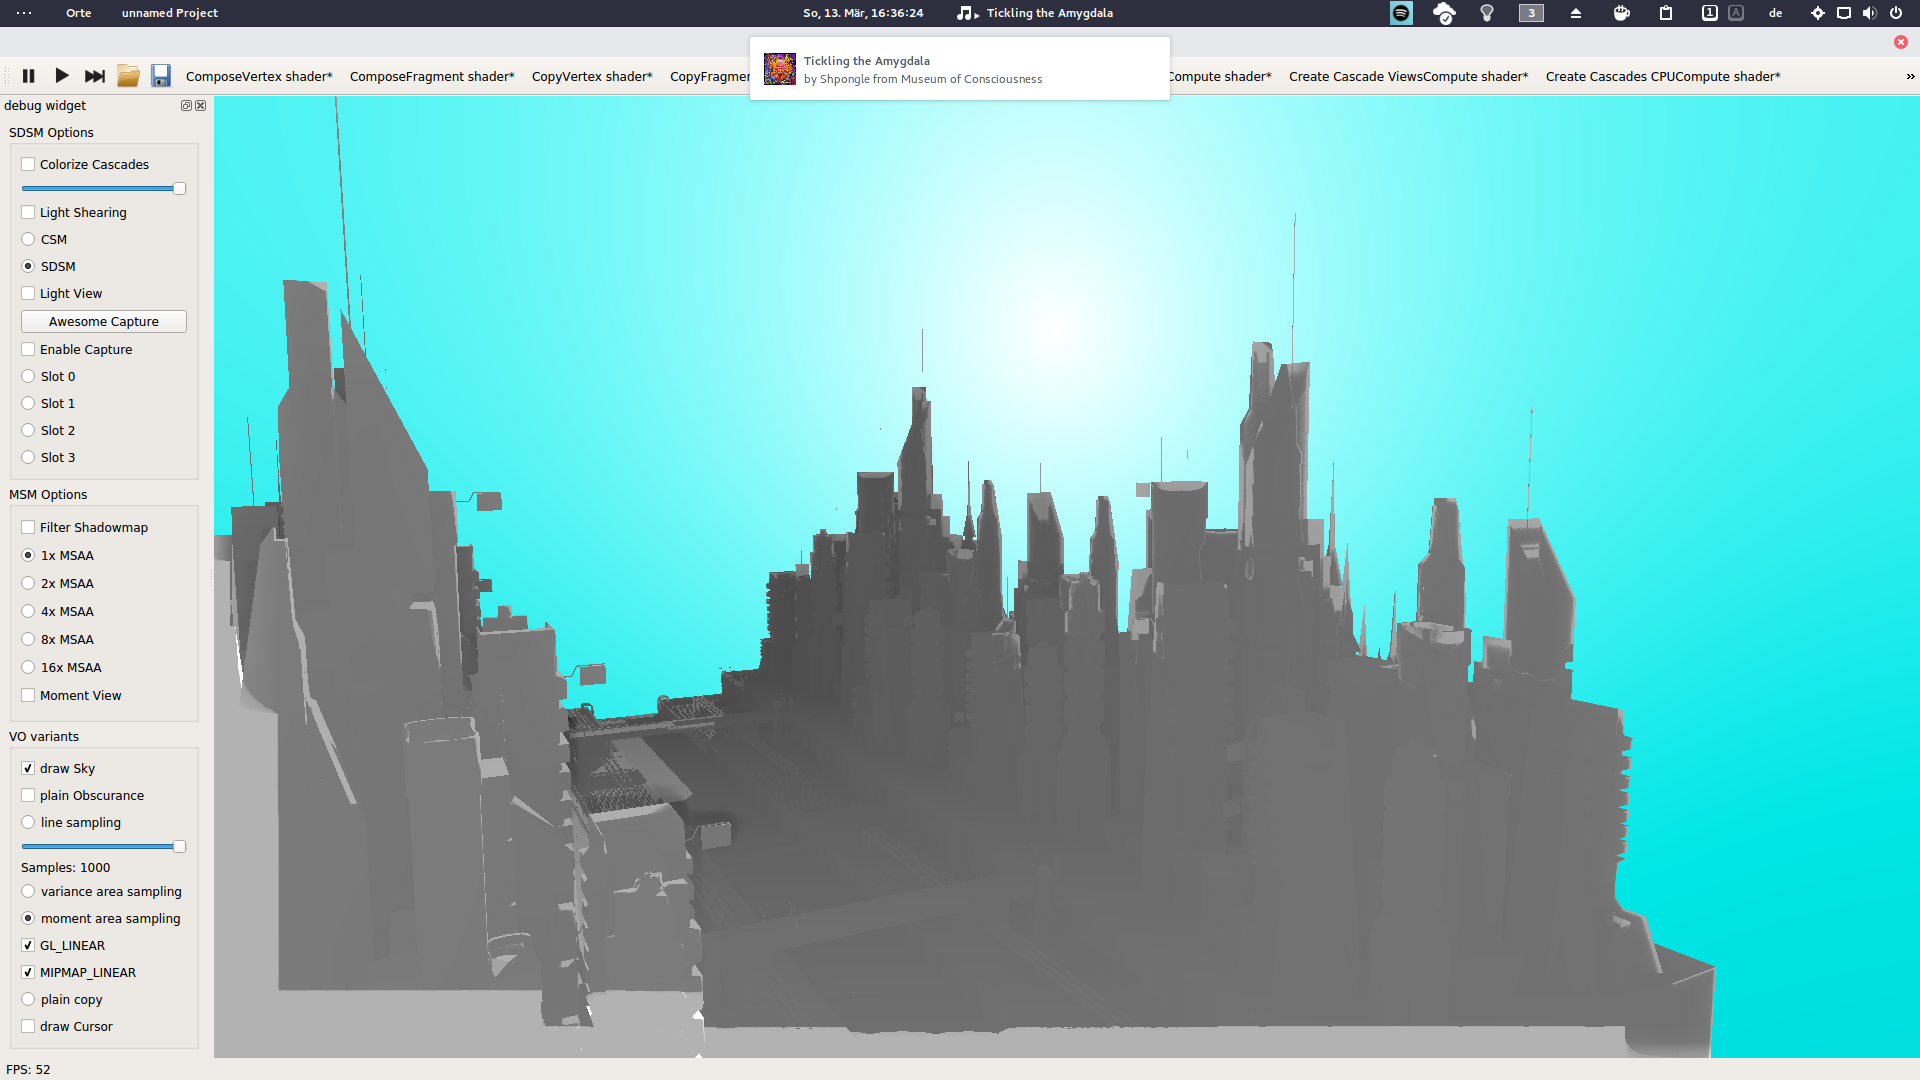 Orte unnamed Project So, 13. Mär, 16:36:24 Tickling the Amygdala 3 1 A de
Tickling the Amygdala
by Shpongle from Museum of Consciousness
ComposeVertex shader* ComposeFragment shader* CopyVertex shader* CopyFragmen Compute shader* Create Cascade ViewsCompute shader* Create Cascades CPUCompute shader* »
debug widget
SDSM Options
Colorize Cascades
Light Shearing
CSM
SDSM
Light View
Awesome Capture
Enable Capture
Slot 0
Slot 1
Slot 2
Slot 3
MSM Options
Filter Shadowmap
1x MSAA
2x MSAA
4x MSAA
8x MSAA
16x MSAA
Moment View
VO variants
draw Sky
plain Obscurance
line sampling
Samples: 1000
variance area sampling
moment area sampling
GL_LINEAR
MIPMAP_LINEAR
plain copy
draw Cursor
FPS: 52